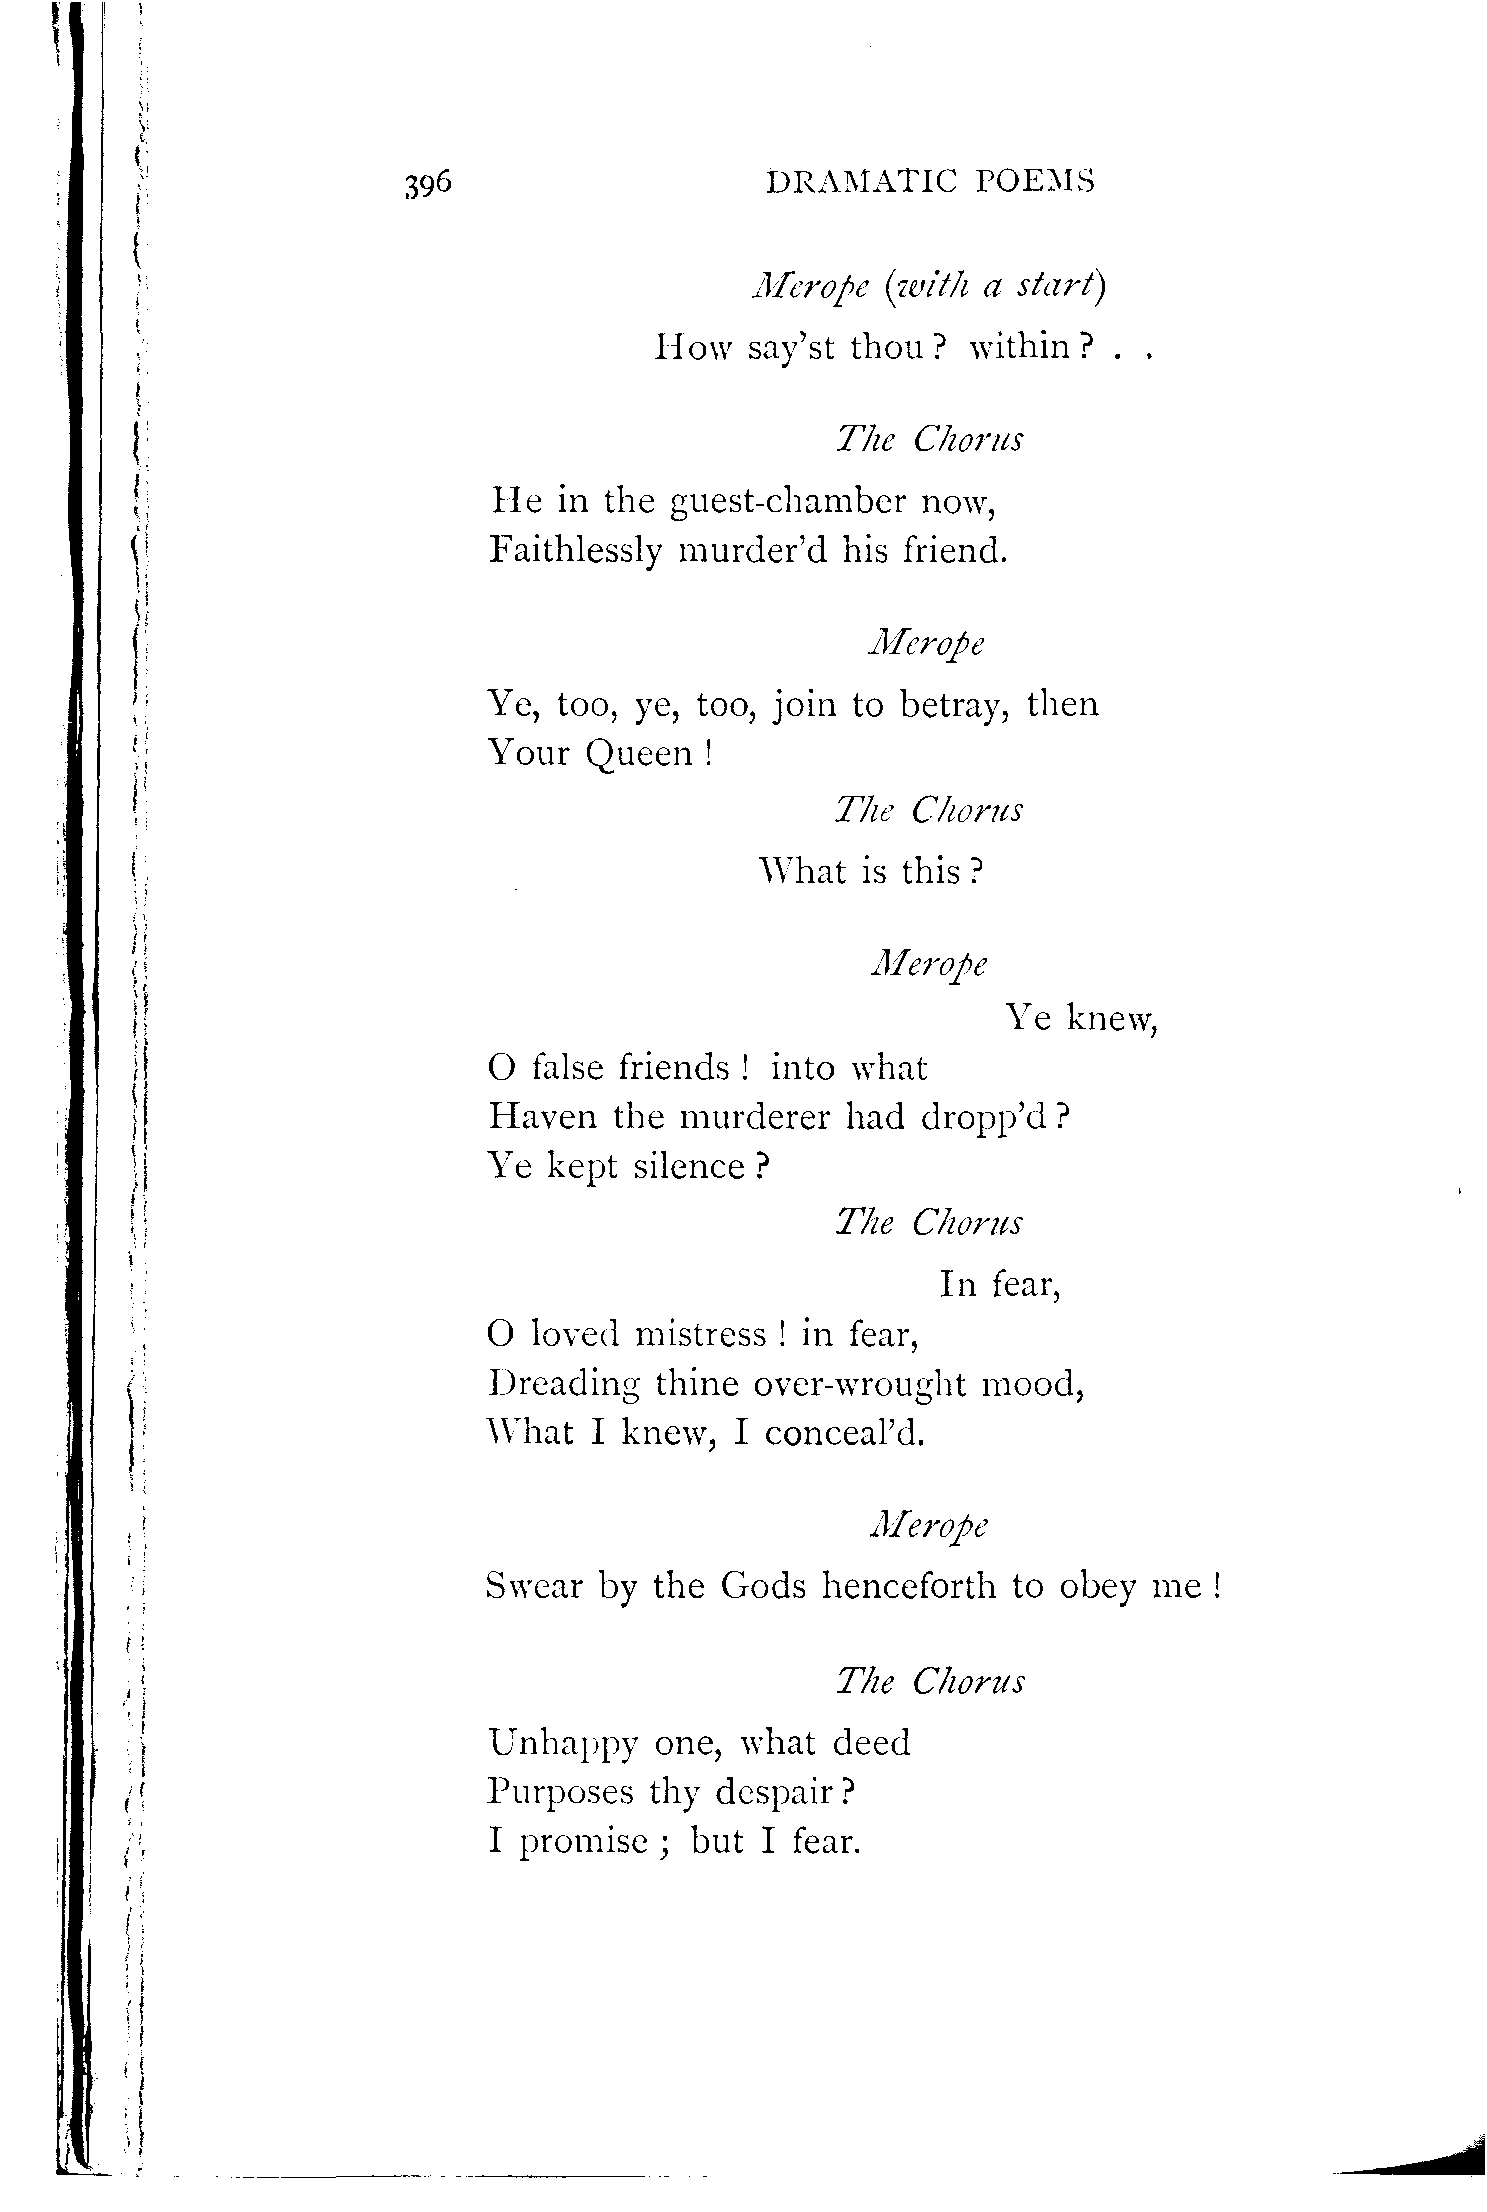 396 DRAMATIC POEMS
Merope (with a start)
How say'st thou? within? . .
The Chorus
He in the guest-chamber now,
Faithlessly murder'd his friend.
Merope
Ye, too, ye, too, join to betray, then
Your Queen!
The Chorus
What is this?
Merope
Ye knew,
O false friends! into what
Haven the murderer had dropp'd?
Ye kept silence?
The Chorus
In fear,
O loved mistress! in fear,
Dreading thine over-wrought mood,
What I knew, I conceal'd.
Merope
Swear by the Gods henceforth to obey me!
The Chorus
Unhappy one, what deed
Purposes thy despair?
I promise; but I fear.